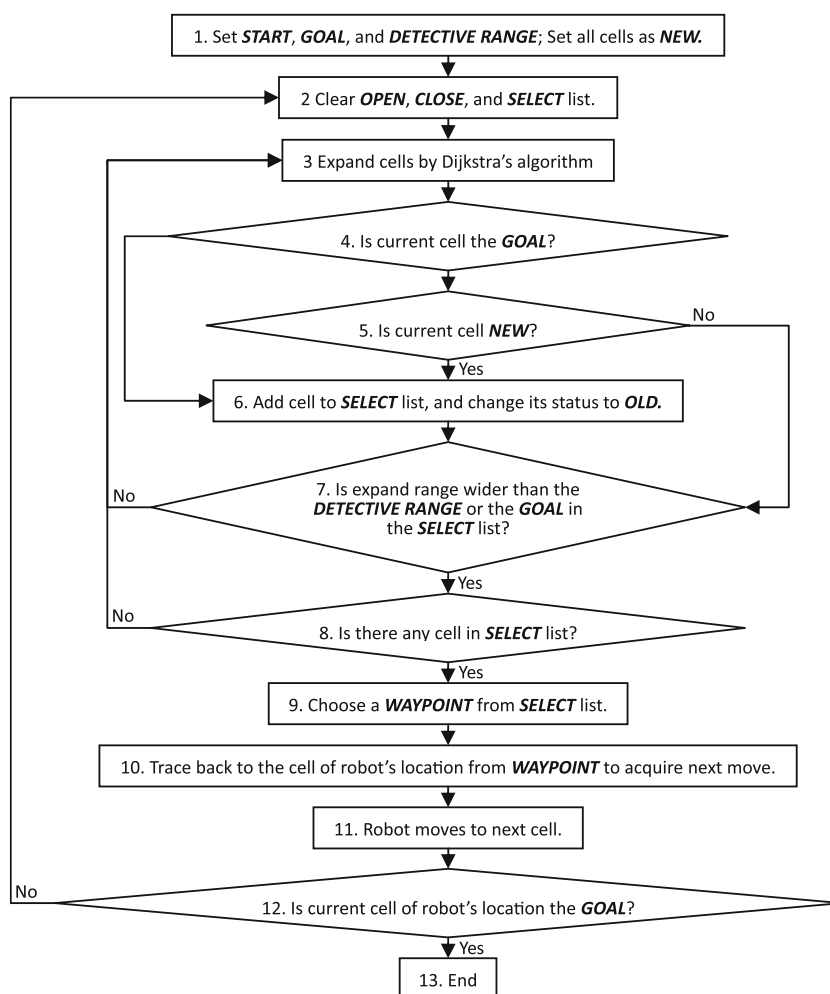 1. Set START, GOAL, and DETECTIVE RANGE; Set all cells as NEW.
2 Clear OPEN, CLOSE, and SELECT list.
3 Expand cells by Dijkstra's algorithm
4. Is current cell the GOAL?
5. Is current cell NEW?
No
Yes
6. Add cell to SELECT list, and change its status to OLD.
7. Is expand range wider than the
DETECTIVE RANGE or the GOAL in
the SELECT list?
No
Yes
8. Is there any cell in SELECT list?
No
Yes
9. Choose a WAYPOINT from SELECT list.
10. Trace back to the cell of robot's location from WAYPOINT to acquire next move.
11. Robot moves to next cell.
No
12. Is current cell of robot's location the GOAL?
Yes
13. End